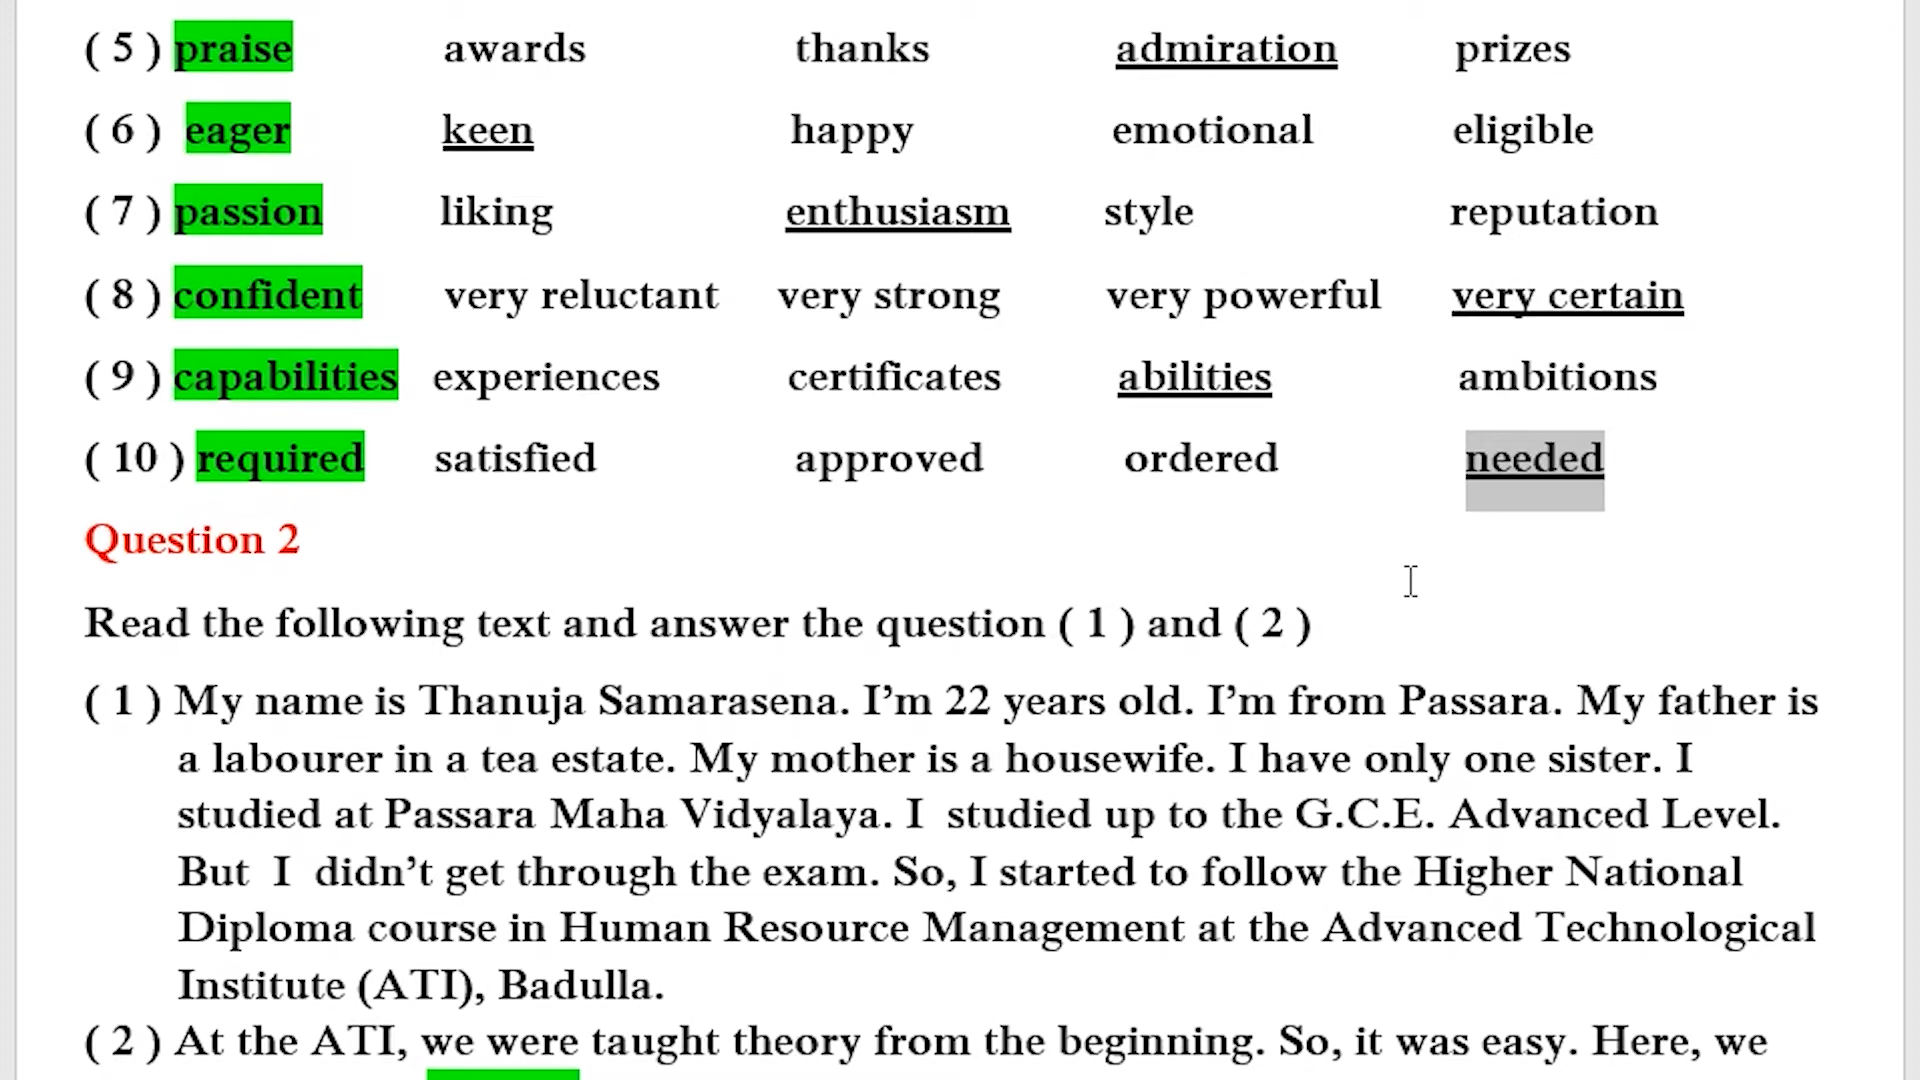 ( 5 ) praise awards thanks admiration prizes
( 6 ) eager keen happy emotional eligible
( 7 ) passion liking enthusiasm style reputation
( 8 ) confident very reluctant very strong very powerful very certain
( 9 ) capabilities experiences certificates abilities ambitions
( 10 ) required satisfied approved ordered needed
Question 2
Read the following text and answer the question ( 1 ) and ( 2 )
( 1 ) My name is Thanuja Samarasena. I’m 22 years old. I’m from Passara. My father is
a labourer in a tea estate. My mother is a housewife. I have only one sister. I
studied at Passara Maha Vidyalaya. I studied up to the G.C.E. Advanced Level.
But I didn’t get through the exam. So, I started to follow the Higher National
Diploma course in Human Resource Management at the Advanced Technological
Institute (ATI), Badulla.
( 2 ) At the ATI, we were taught theory from the beginning. So, it was easy. Here, we